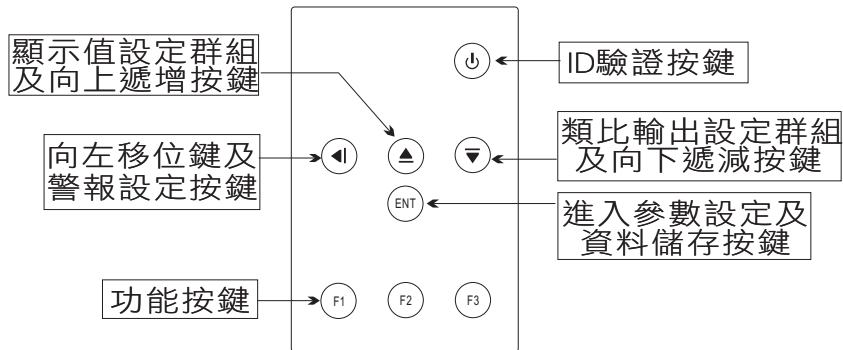 顯示值設定群組
及向上遞增按鍵
ID驗證按鍵
向左移位鍵及
警報設定按鍵
類比輸出設定群組
及向下遞減按鍵
ENT
進入參數設定及
資料儲存按鍵
功能按鍵
F1
F2
F3